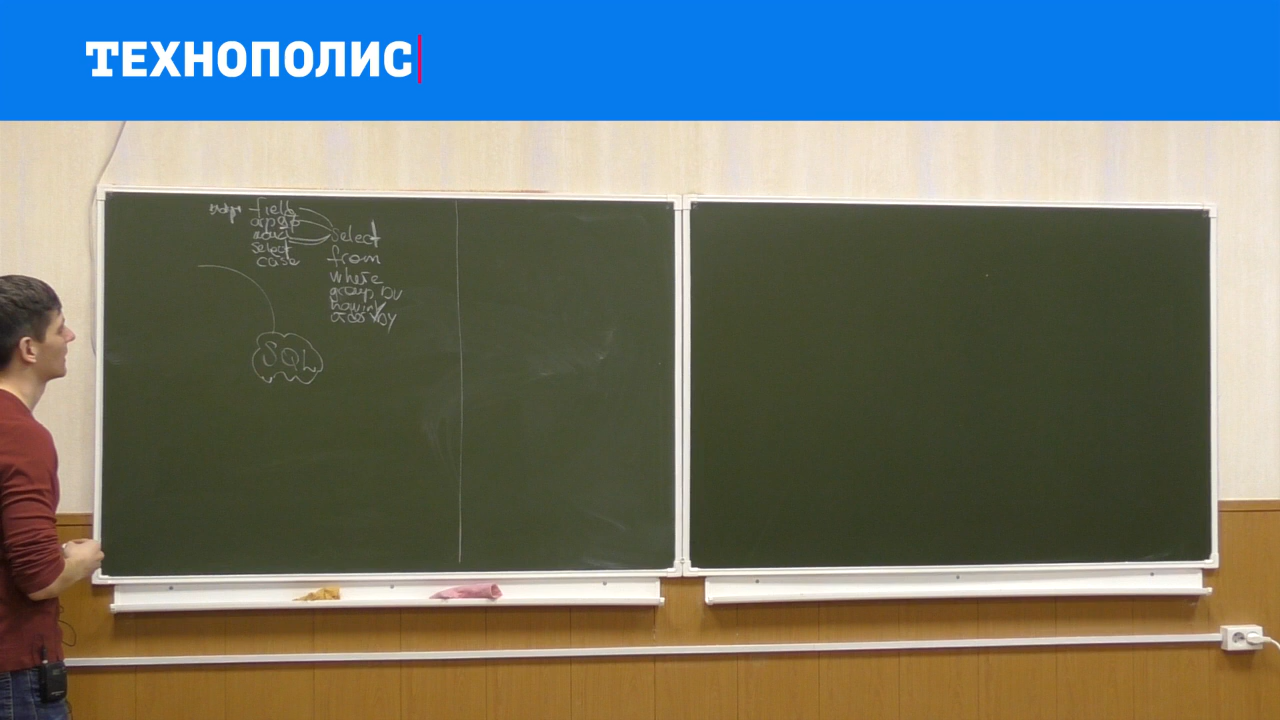 ТЕХНОПОЛИС
field
select
case
Select
from
where
group by
having
order by
SQL